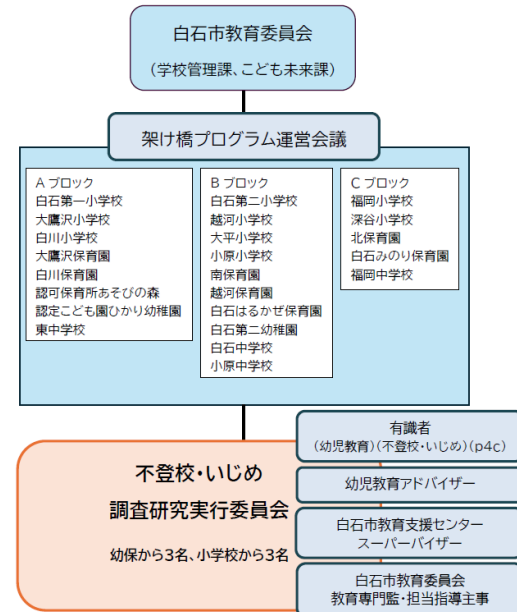 白石市教育委員会
(学校管理課、こども未来課)
架け橋プログラム運営会議
A ブロック
白石第一小学校
大鷹沢小学校
白川小学校
大鷹沢保育園
白川保育園
認可保育所あそびの森
認定こども園ひかり幼稚園
東中学校
B ブロック
白石第二小学校
越河小学校
大平小学校
小原小学校
南保育園
越河保育園
白石はるかぜ保育園
白石第二幼稚園
白石中学校
小原中学校
C ブロック
福岡小学校
深谷小学校
北保育園
白石みのり保育園
福岡中学校
不登校・いじめ
調査研究実行委員会
幼保から3名、小学校から3名
有識者
(幼児教育)(不登校・いじめ)(p4c)
幼児教育アドバイザー
白石市教育支援センター
スーパーバイザー
白石市教育委員会
教育専門監・担当指導主事